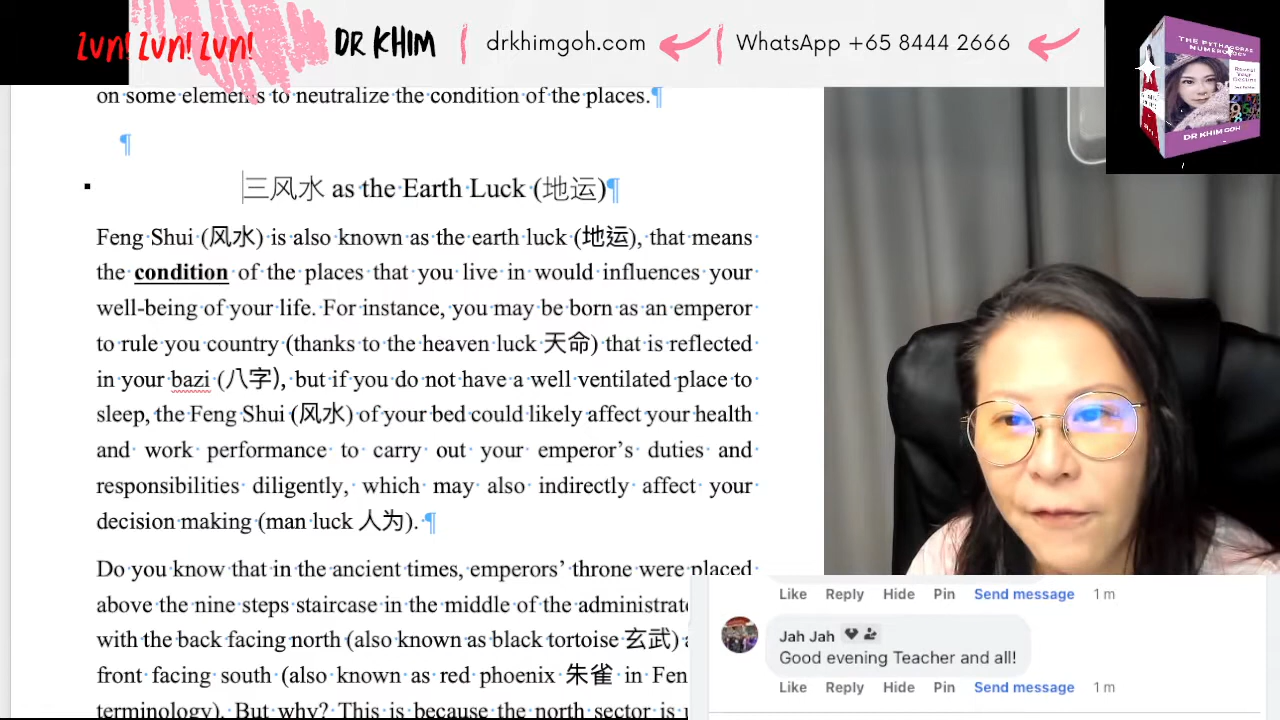 zun! zun! zun!
DR KHIM
drkhimgoh.com
WhatsApp +65 8444 2666
THE PYTHAGORAS
NUMEROLOGY
DR KHIM GOH
on some elements to neutralize the condition of the places.
三风水 as the Earth Luck (地运)
Feng Shui (风水) is also known as the earth luck (地运), that means
the condition of the places that you live in would influences your
well-being of your life. For instance, you may be born as an emperor
to rule you country (thanks to the heaven luck 天命) that is reflected
in your bazi (八字), but if you do not have a well ventilated place to
sleep, the Feng Shui (风水) of your bed could likely affect your health
and work performance to carry out your emperor’s duties and
responsibilities diligently, which may also indirectly affect your
decision making (man luck 人为).
Do you know that in the ancient times, emperors’ throne were placed
above the nine steps staircase in the middle of the administrat
with the back facing north (also known as black tortoise 玄武)
front facing south (also known as red phoenix 朱雀 in Fen
terminology). But why? This is because the north sector is
Like Reply Hide Pin Send message 1 m
Jah Jah
Good evening Teacher and all!
Like Reply Hide Pin Send message 1 m